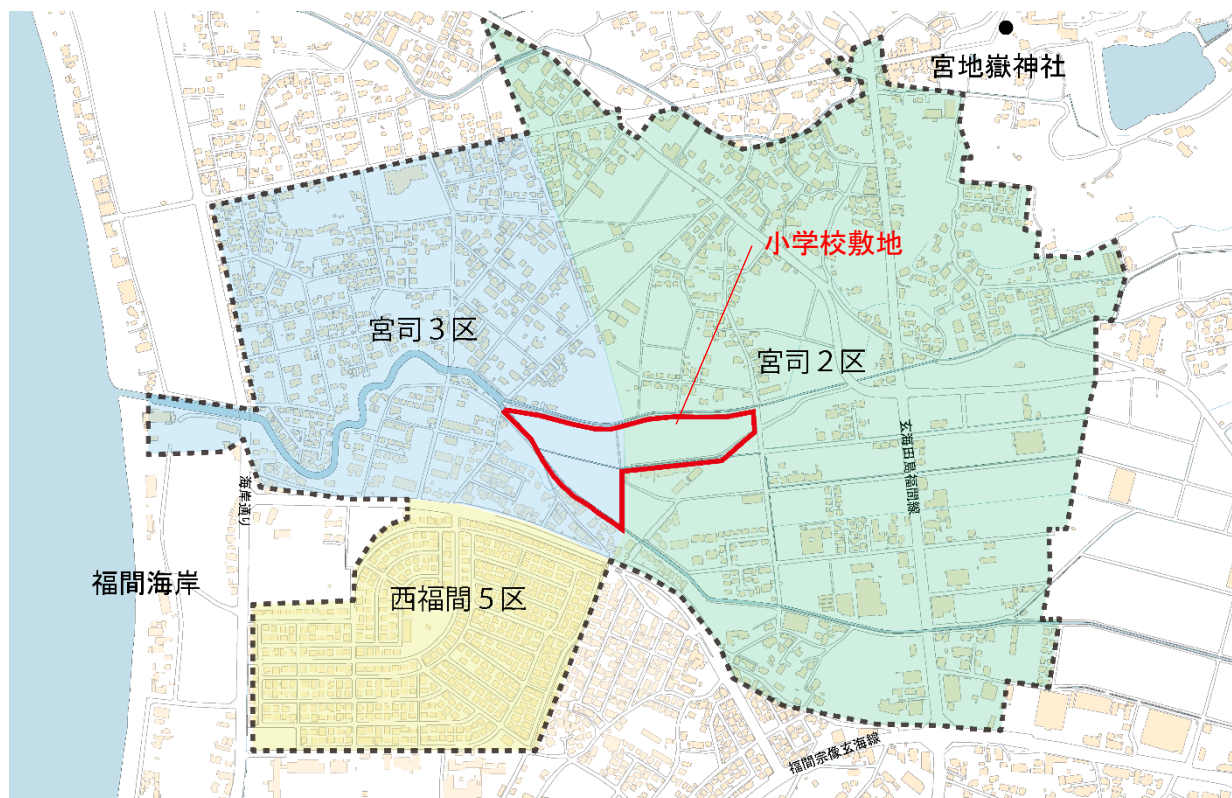 宮地嶽神社
小学校敷地
宮司３区
宮司２区
玄海田島福間線
海岸通り
福間海岸
西福間５区
福間宗像玄海線